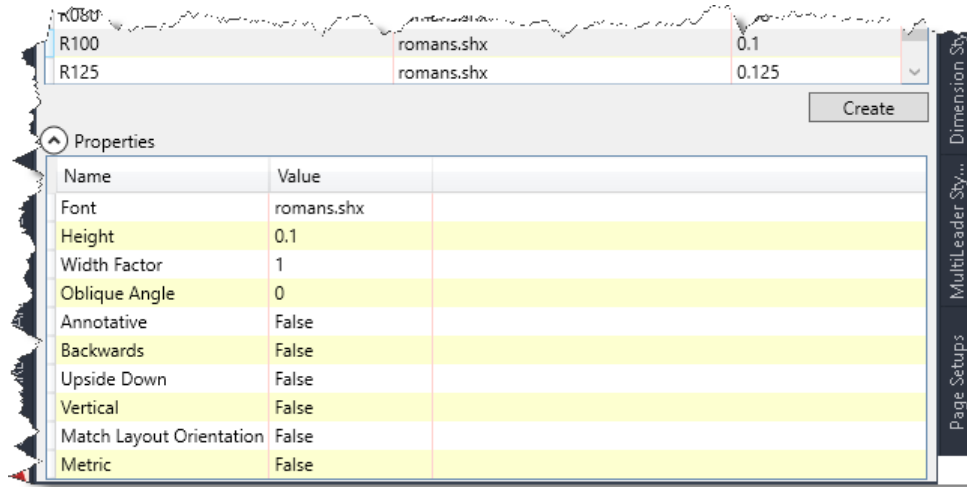 R080
R100 romans.shx 0.1
R125 romans.shx 0.125
Create
Properties
Name Value
Font romans.shx
Height 0.1
Width Factor 1
Oblique Angle 0
Annotative False
Backwards False
Upside Down False
Vertical False
Match Layout Orientation False
Metric False
Dimension Sty
MultiLeader Sty...
Page Setups